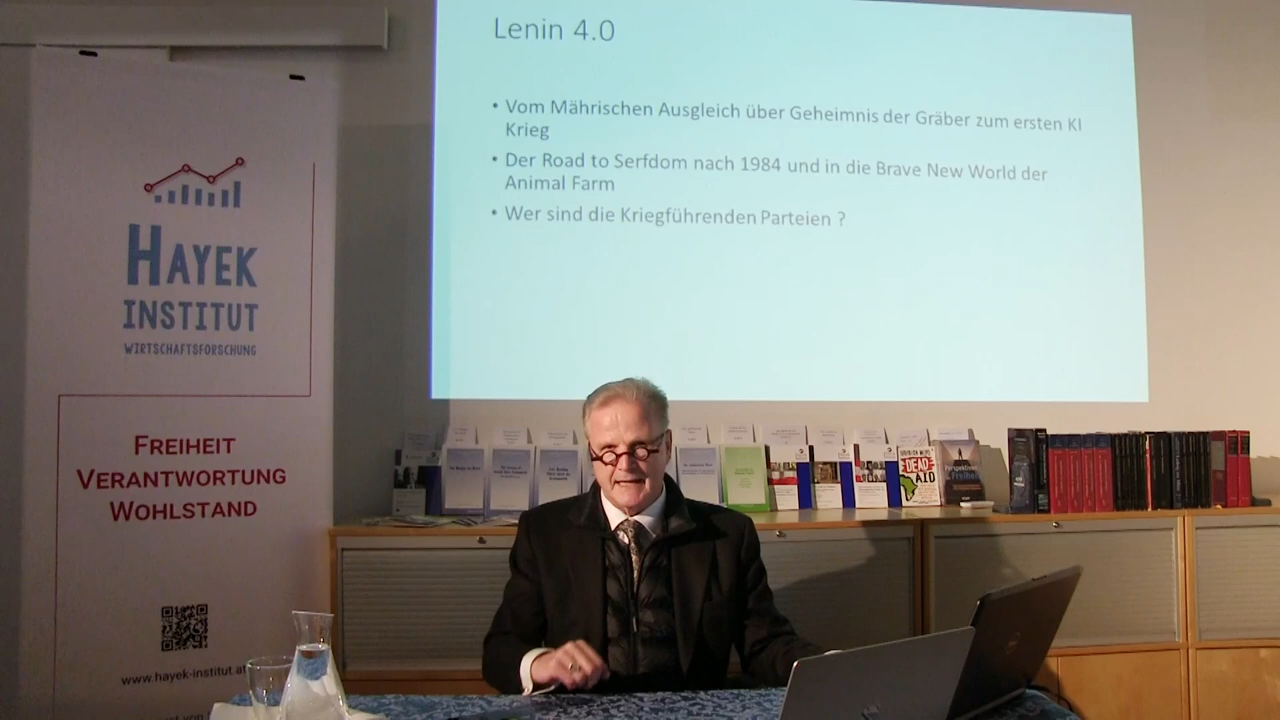 Lenin 4.0
• Vom Mährischen Ausgleich über Geheimnis der Gräber zum ersten KI
Krieg
• Der Road to Serfdom nach 1984 und in die Brave New World der
Animal Farm
• Wer sind die Kriegführenden Parteien ?
HAYEK
INSTITUT
WIRTSCHAFTSFORSCHUNG
FREIHEIT
VERANTWORTUNG
WOHLSTAND
www.hayek-institut.at
DEAD
AID
Perspektiven
Freiheit